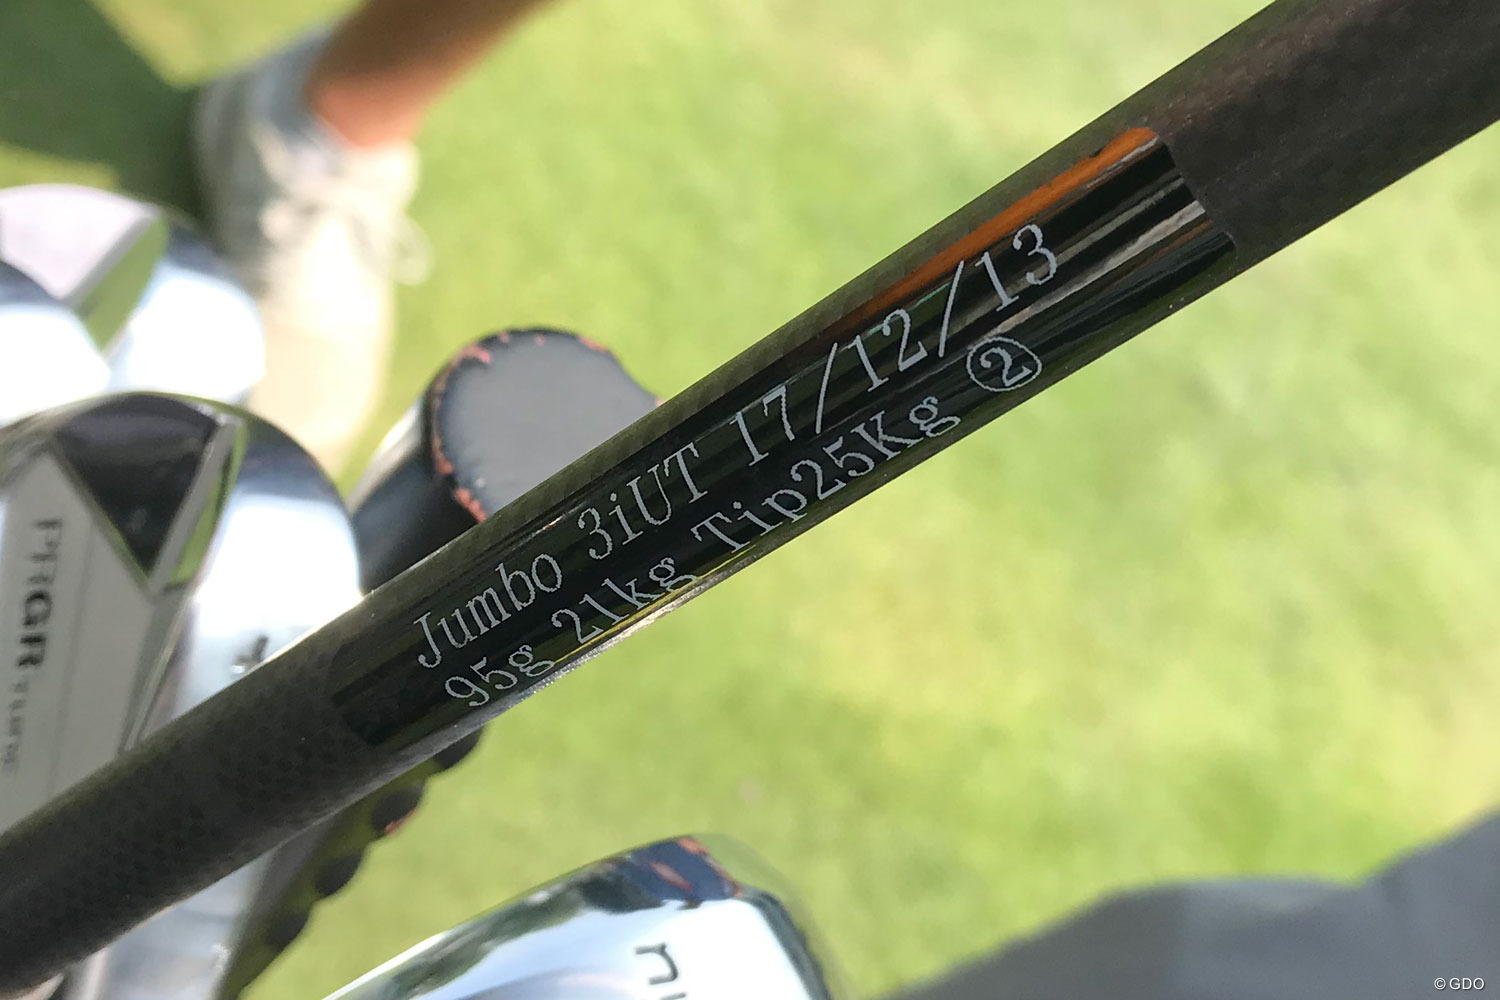 Jumbo 3iUT 17/12/13
95g 21kg Tip25Kg ②
PRGR
© GDO